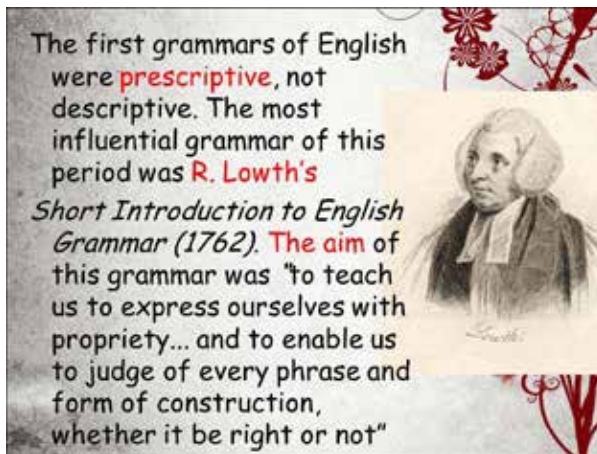 The first grammars of English
were prescriptive, not
descriptive. The most
influential grammar of this
period was R. Lowth's
Short Introduction to English
Grammar (1762). The aim of
this grammar was "to teach
us to express ourselves with
propriety... and to enable us
to judge of every phrase and
form of construction,
whether it be right or not"